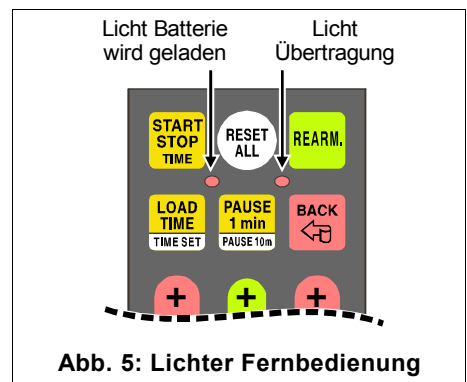 Licht Batterie
wird geladen
Licht
Übertragung
START
STOP
TIME
RESET
ALL
REARM.
LOAD
TIME
TIME SET
PAUSE
1 min
PAUSE 10m
BACK
+ + +
Abb. 5: Lichter Fernbedienung